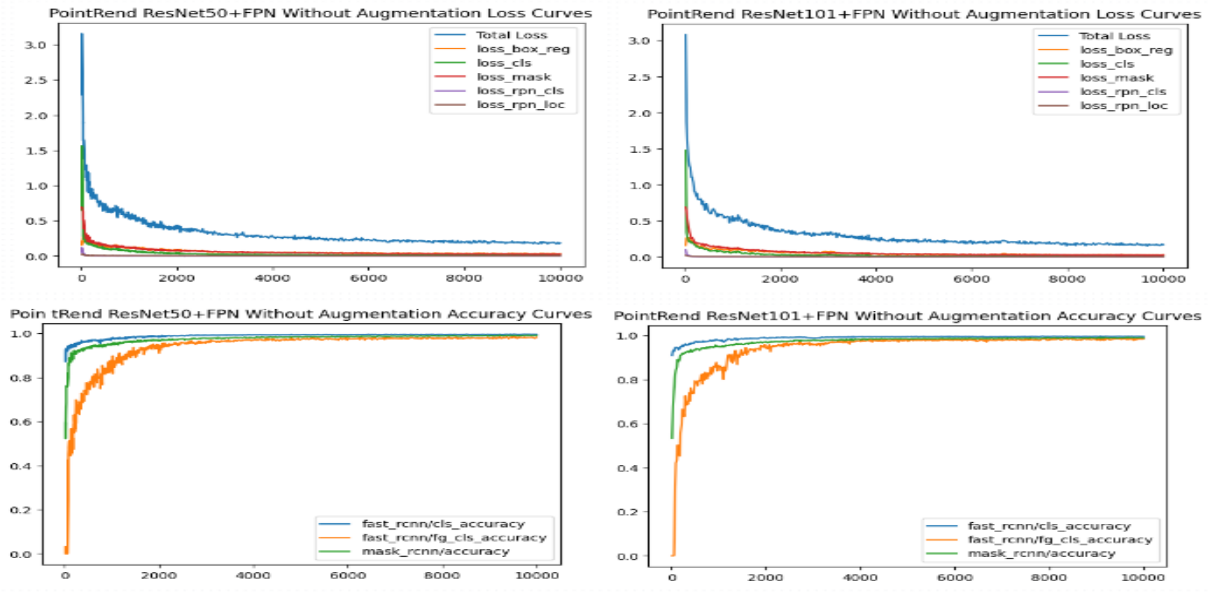 PointRend ResNet50+FPN Without Augmentation Loss Curves
3.0
2.5
2.0
1.5
1.0
0.5
0.0
Total Loss
loss_box_reg
loss_cls
loss_mask
loss_rpn_cls
loss_rpn_loc
0 2000 4000 6000 8000 10000
PointRend ResNet101+FPN Without Augmentation Loss Curves
3.0
2.5
2.0
1.5
1.0
0.5
0.0
Total Loss
loss_box_reg
loss_cls
loss_mask
loss_rpn_cls
loss_rpn_loc
0 2000 4000 6000 8000 10000
Poin tRend ResNet50+FPN Without Augmentation Accuracy Curves
1.0
0.8
0.6
0.4
0.2
0.0
fast_rcnn/cls_accuracy
fast_rcnn/fg_cls_accuracy
mask_rcnn/accuracy
0 2000 4000 6000 8000 10000
PointRend ResNet101+FPN Without Augmentation Accuracy Curves
1.0
0.8
0.6
0.4
0.2
0.0
fast_rcnn/cls_accuracy
fast_rcnn/fg_cls_accuracy
mask_rcnn/accuracy
0 2000 4000 6000 8000 10000